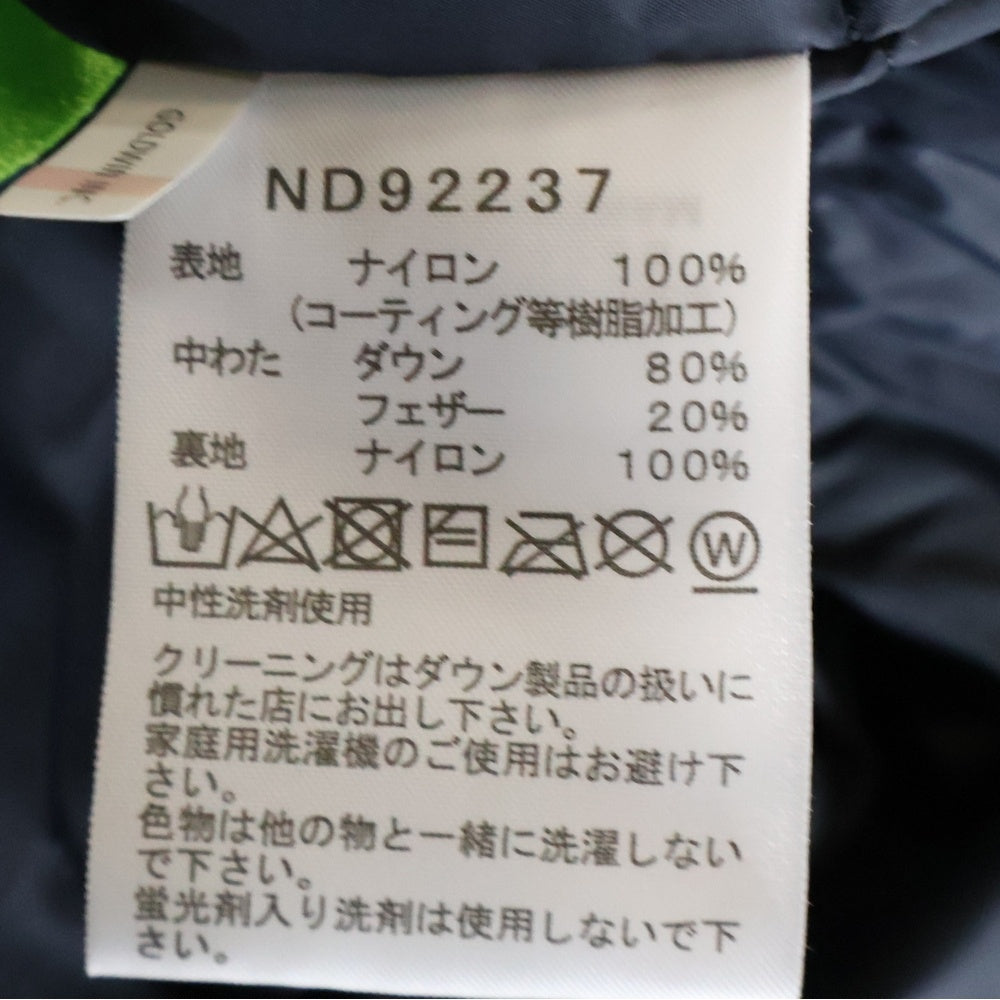 GOLDWIN INC.
ND92237
表地 ナイロン 100%
(コーティング等樹脂加工)
中わた ダウン 80%
フェザー 20%
裏地 ナイロン 100%
W
中性洗剤使用
クリーニングはダウン製品の扱いに
慣れた店にお出し下さい。
家庭用洗濯機のご使用はお避け下
さい。
色物は他の物と一緒に洗濯しない
で下さい。
蛍光剤入り洗剤は使用しないで下
さい。